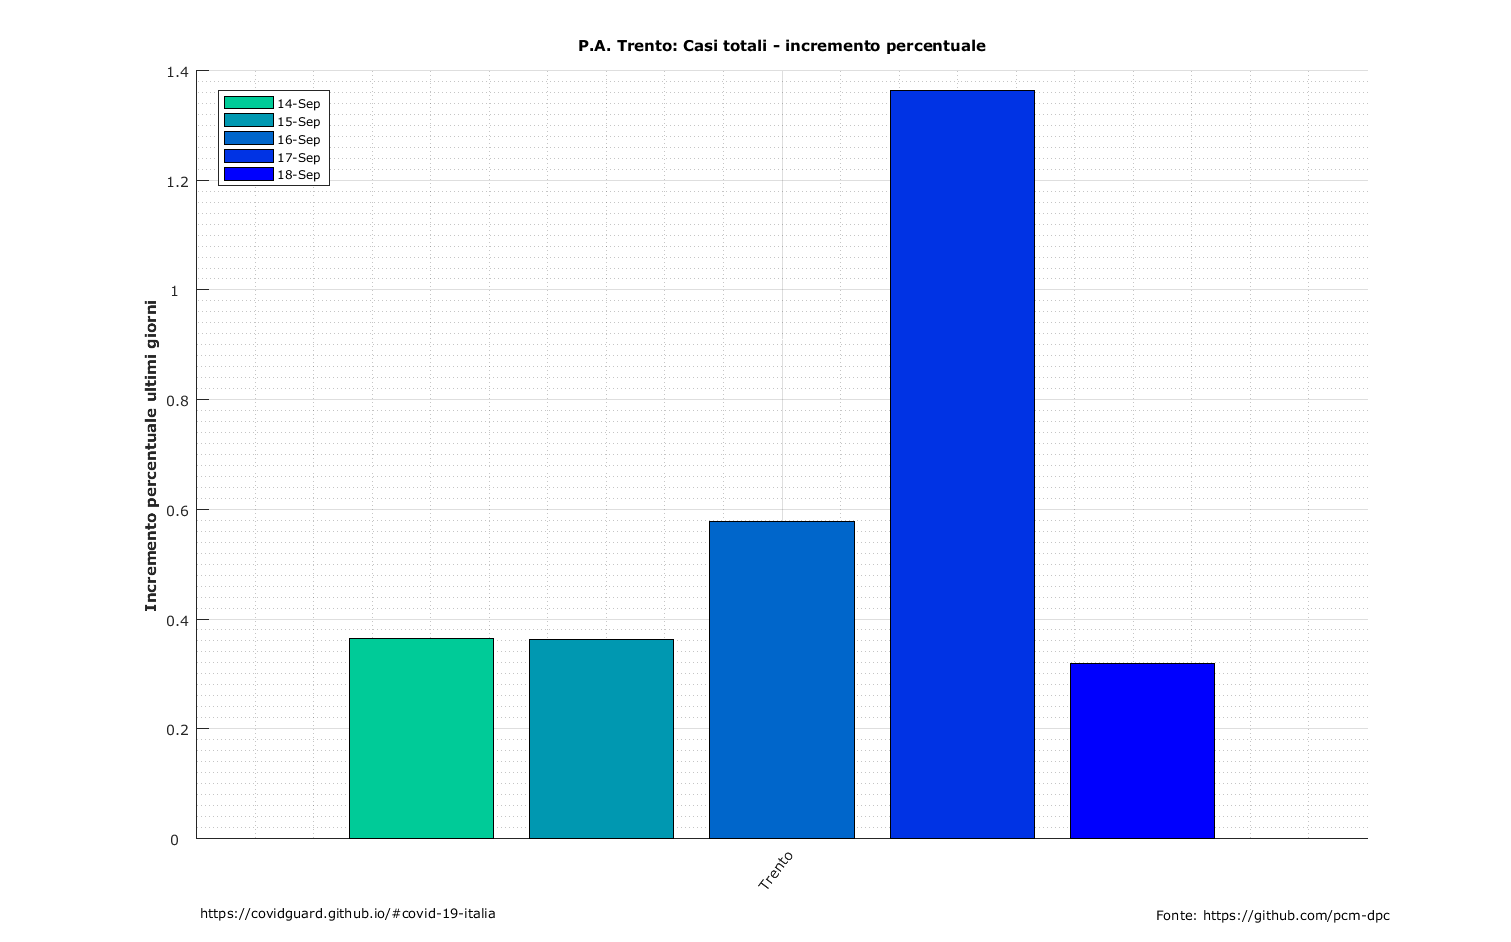 P.A. Trento: Casi totali - incremento percentuale
1.4
1.2
1
0.8
0.6
0.4
0.2
0
Incremento percentuale ultimi giorni
14-Sep
15-Sep
16-Sep
17-Sep
18-Sep
Trento
https://covidguard.github.io/#covid-19-italia
Fonte: https://github.com/pcm-dpc